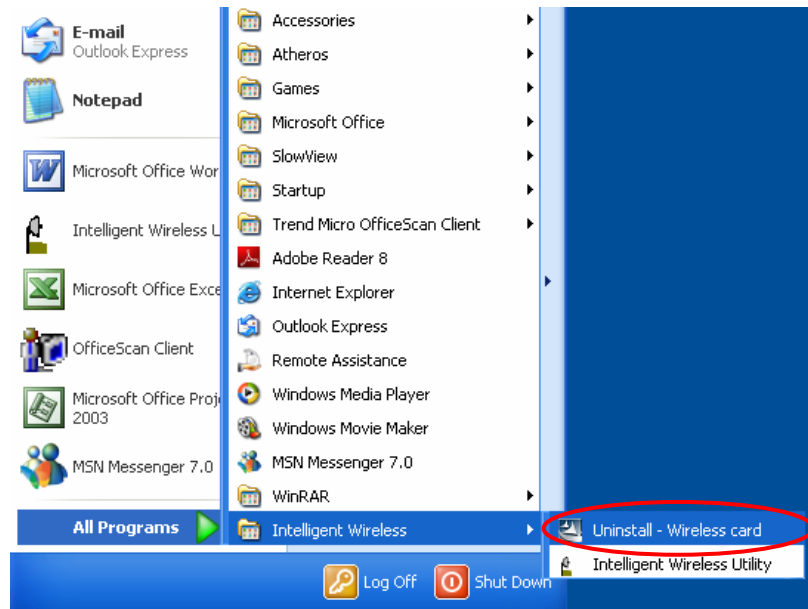 E-mail
Outlook Express
Notepad
Microsoft Office Wor
Intelligent Wireless U
Microsoft Office Exce
OfficeScan Client
Microsoft Office Proj
2003
MSN Messenger 7.0
All Programs
Accessories
Atheros
Games
Microsoft Office
SlowView
Startup
Trend Micro OfficeScan Client
Adobe Reader 8
Internet Explorer
Outlook Express
Remote Assistance
Windows Media Player
Windows Movie Maker
MSN Messenger 7.0
WinRAR
Intelligent Wireless
Uninstall - Wireless card
Intelligent Wireless Utility
Log Off
Shut Down